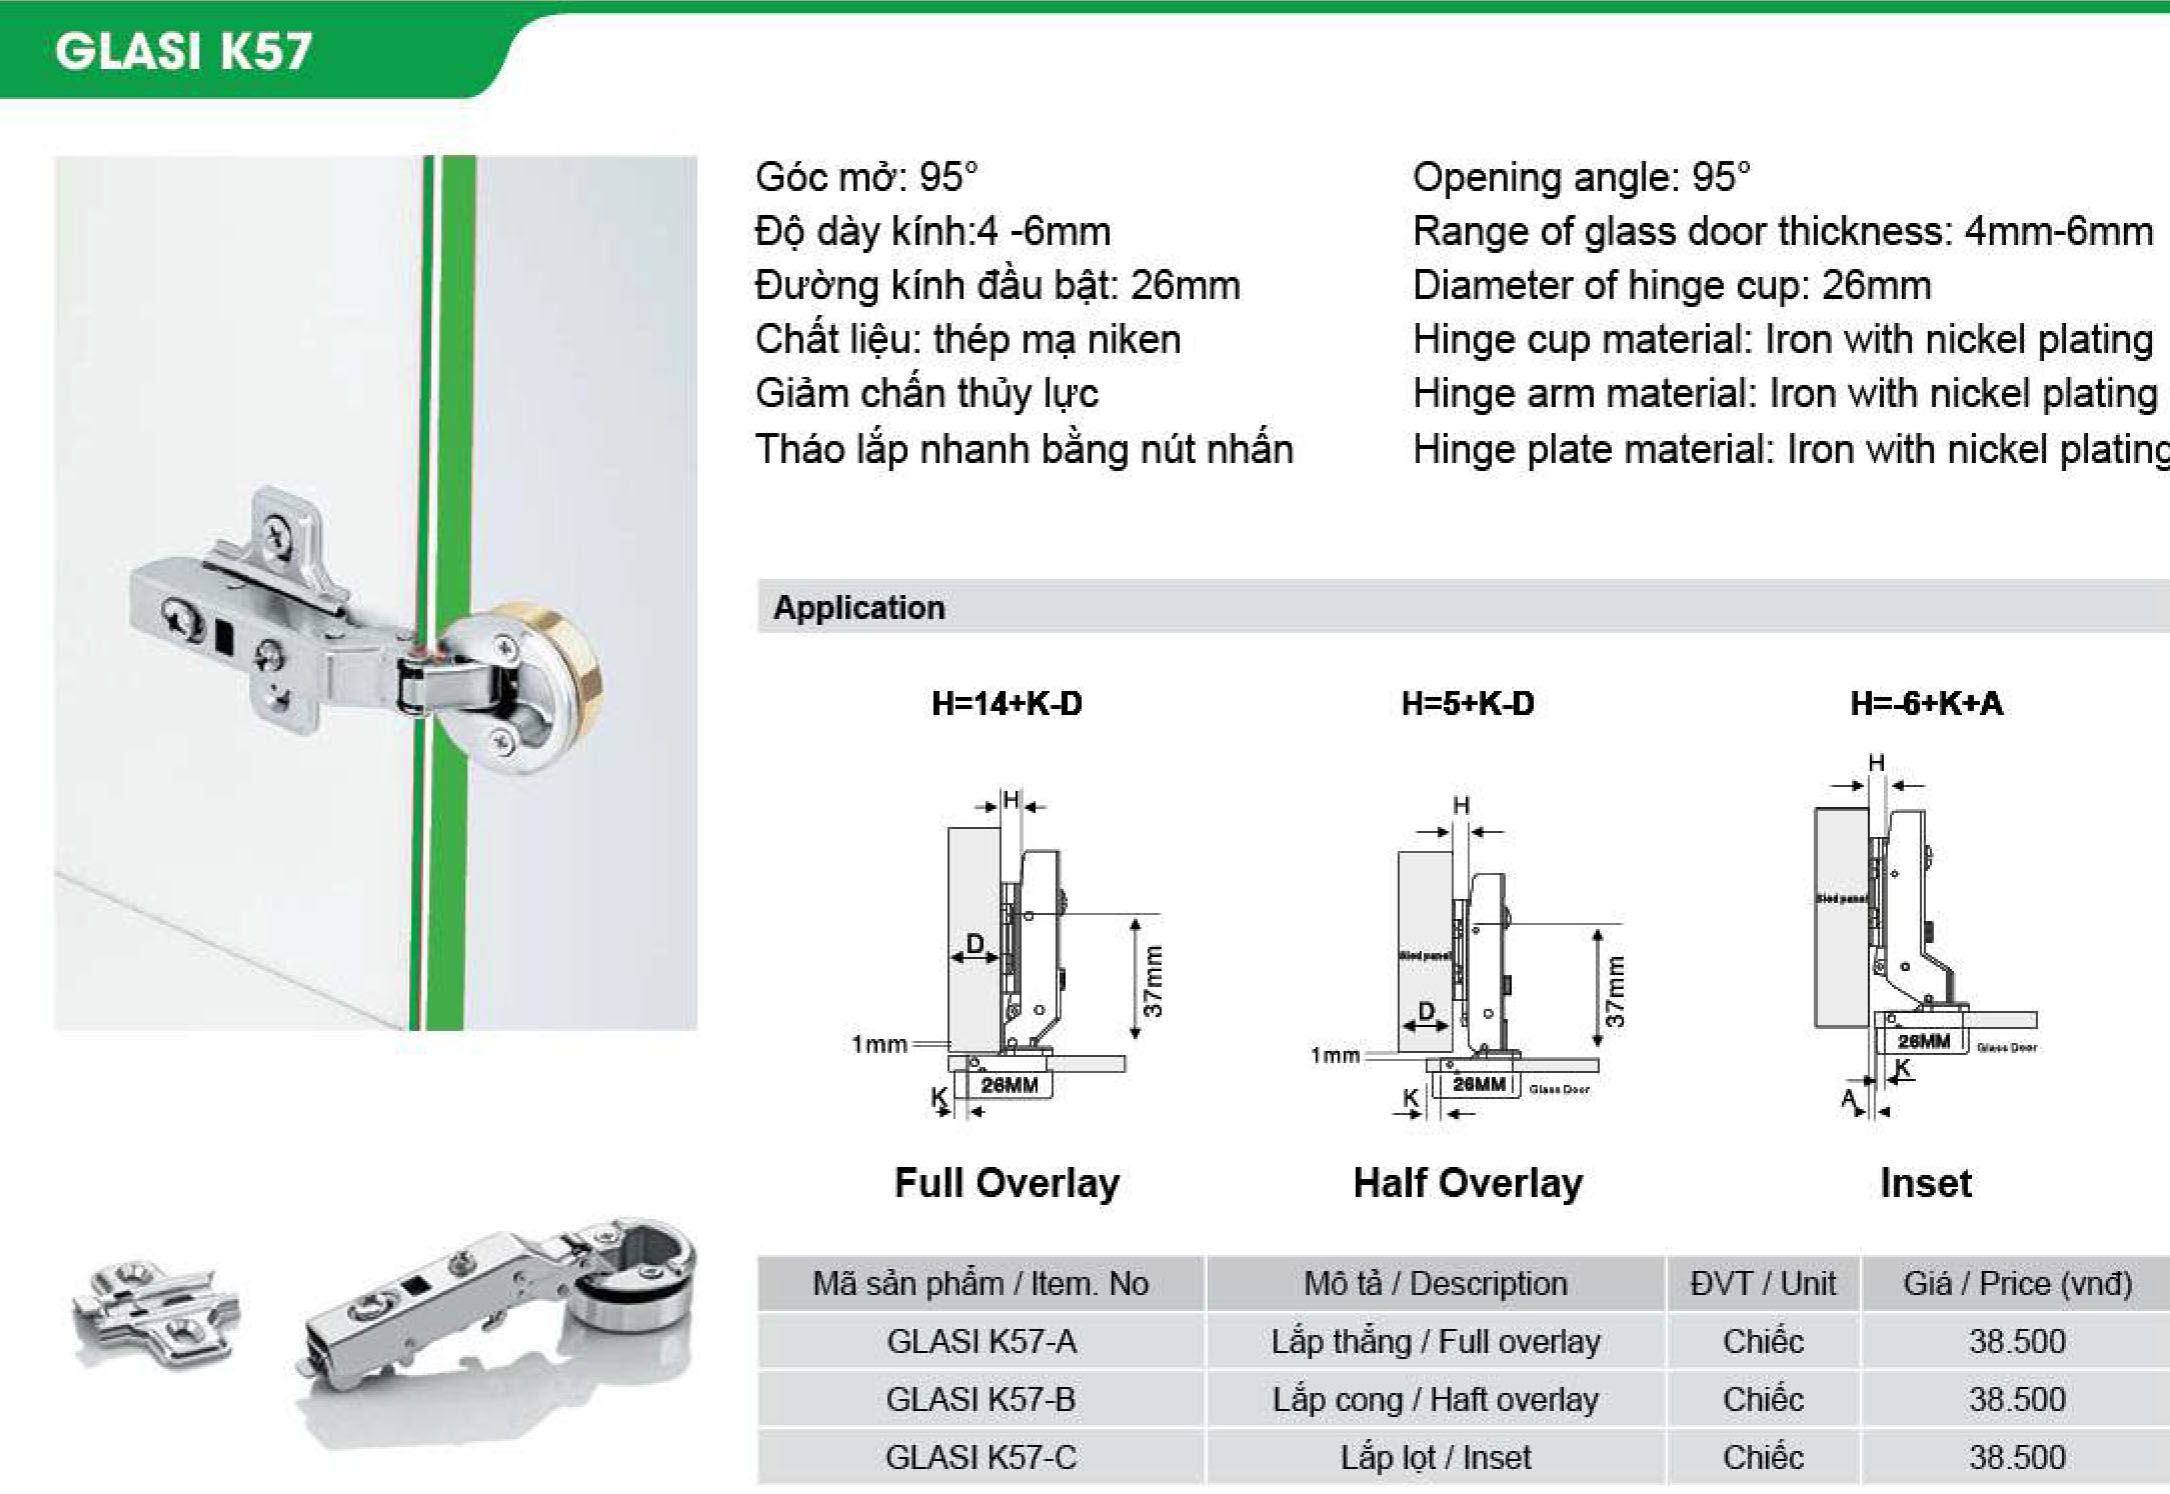 GLASI K57
Góc mở: 95°
Độ dày kính:4 -6mm
Đường kính đầu bật: 26mm
Chất liệu: thép mạ niken
Giảm chấn thủy lực
Tháo lắp nhanh bằng nút nhấn
Opening angle: 95°
Range of glass door thickness: 4mm-6mm
Diameter of hinge cup: 26mm
Hinge cup material: Iron with nickel plating
Hinge arm material: Iron with nickel plating
Hinge plate material: Iron with nickel plating
Application
H=14+K-D
H
D
37mm
1mm
26MM
K
Full Overlay
H=5+K-D
H
Sied panel
D
37mm
1mm
26MM
Glass Door
K
Half Overlay
H=-6+K+A
H
Sied panel
26MM
Glass Door
K
A
Inset
Mã sản phẩm / Item. No Mô tả / Description ĐVT / Unit Giá / Price (vnđ)
GLASI K57-A Lắp thẳng / Full overlay Chiếc 38.500
GLASI K57-B Lắp cong / Haft overlay Chiếc 38.500
GLASI K57-C Lắp lọt / Inset Chiếc 38.500